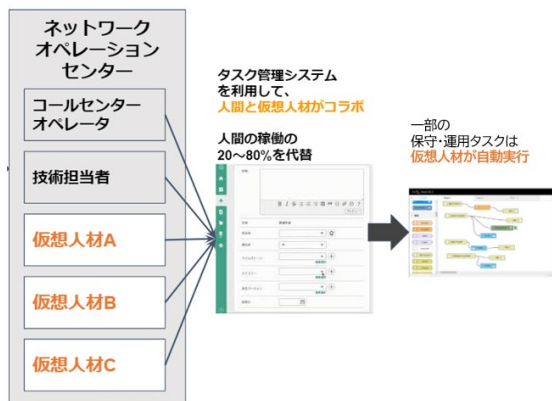 ネットワーク
オペレーション
センター
コールセンター
オペレータ
技術担当者
仮想人材A
仮想人材B
仮想人材C
タスク管理システム
を利用して、
人間と仮想人材がコラボ
人間の稼働の
20～80%を代替
一部の
保守・運用タスクは
仮想人材が自動実行